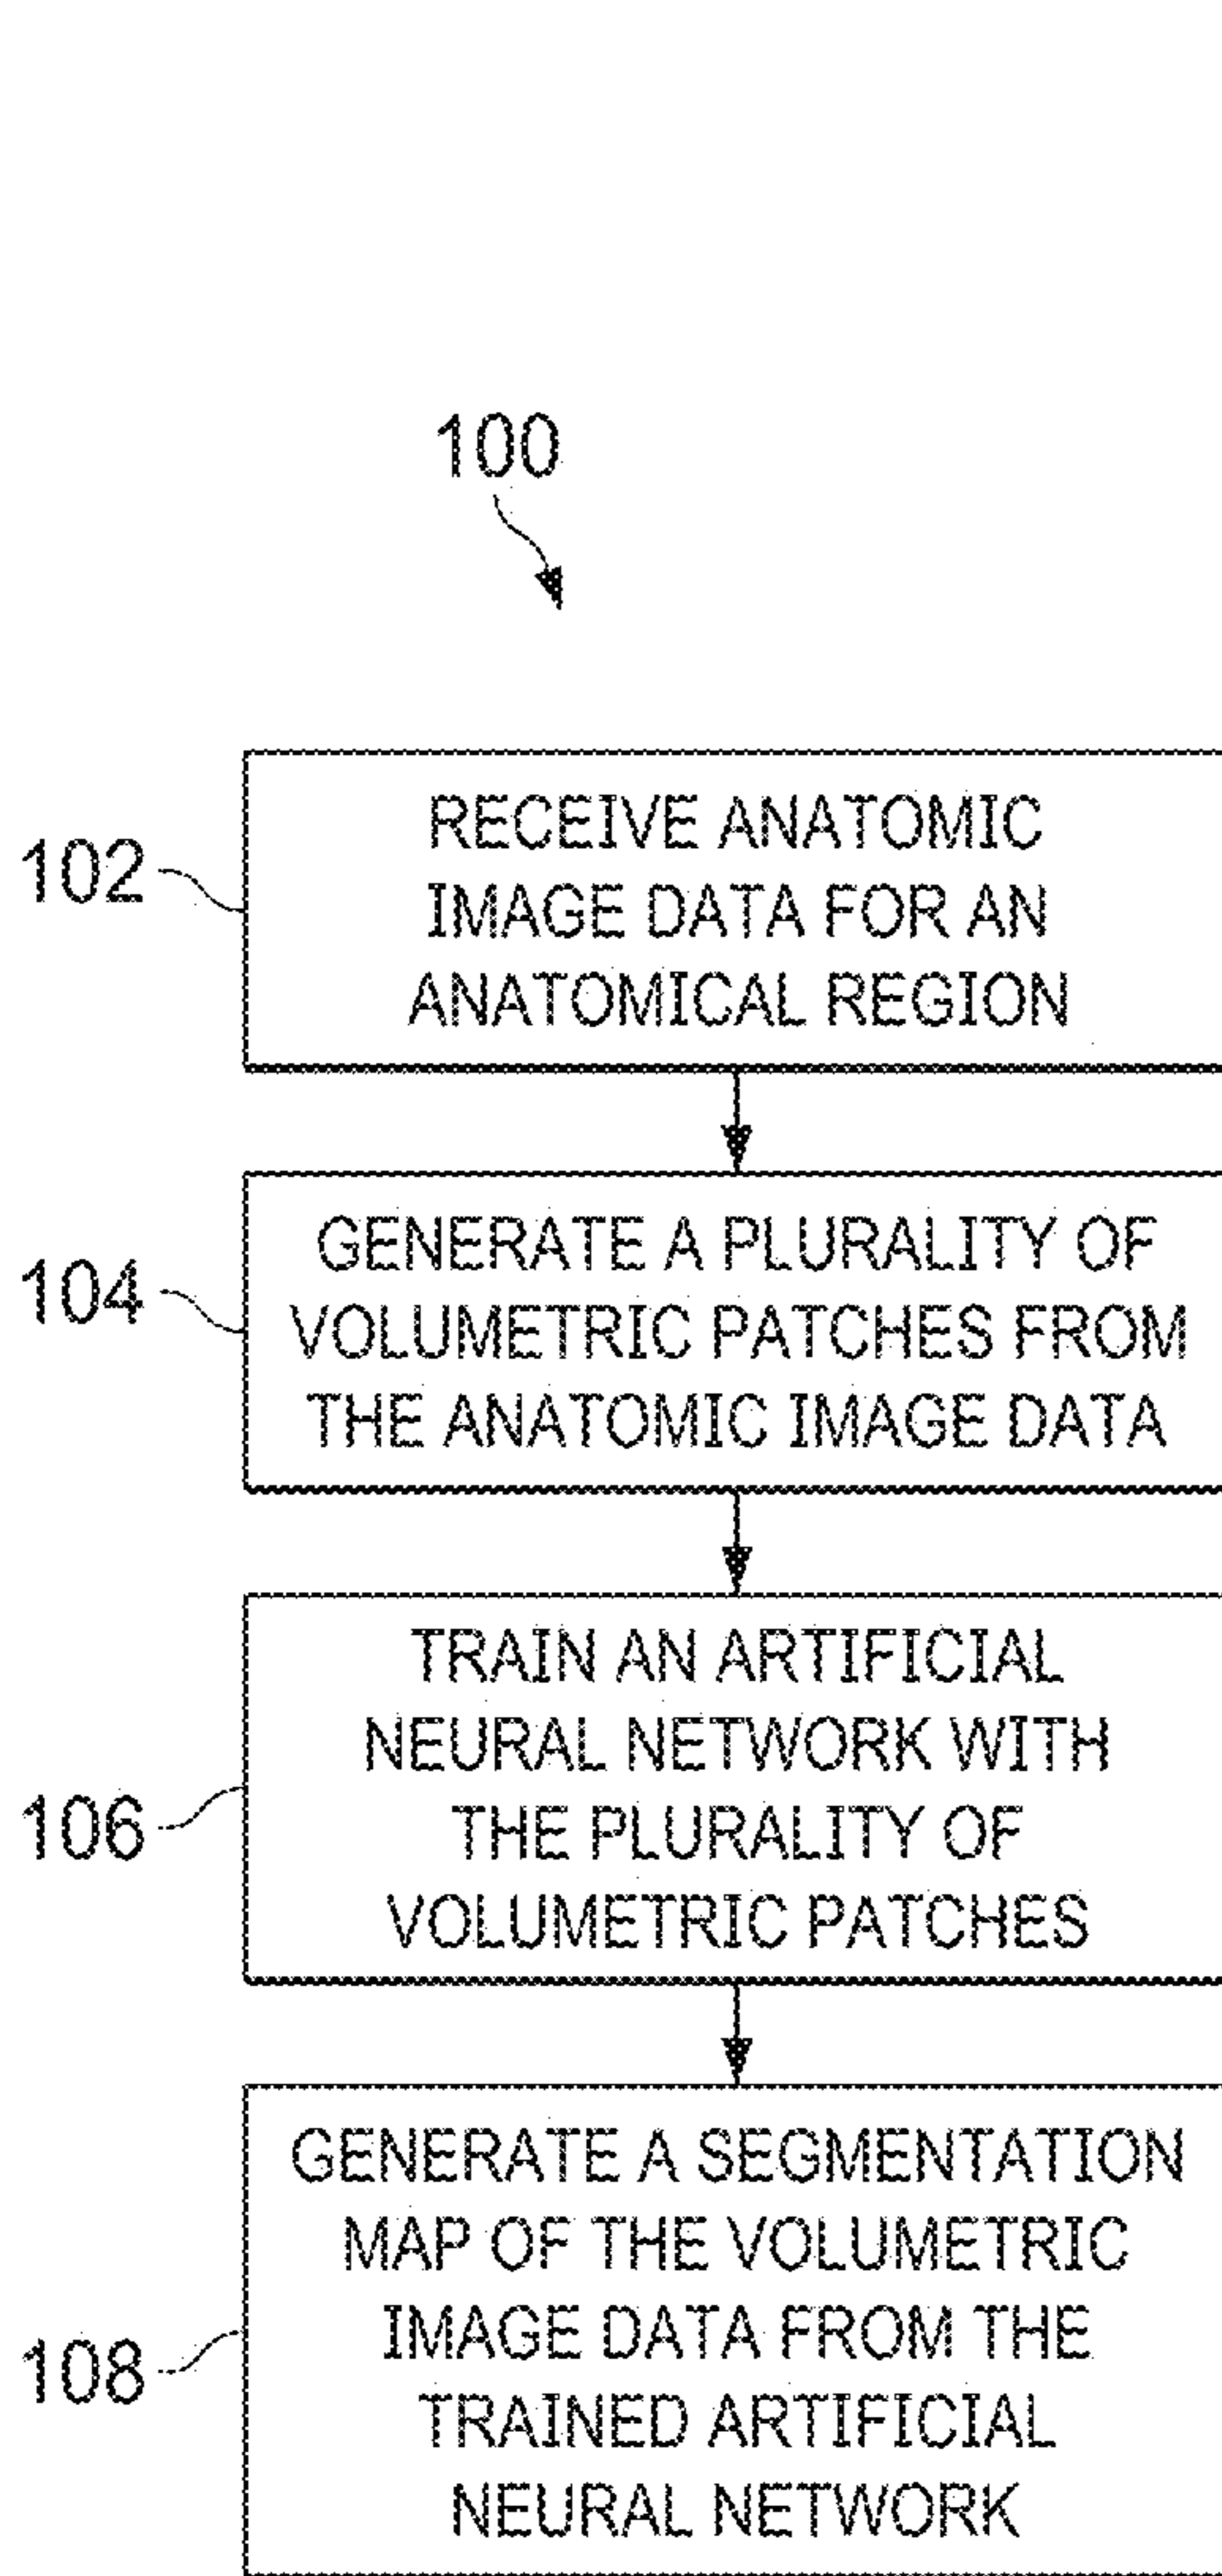 100
102
RECEIVE ANATOMIC
IMAGE DATA FOR AN
ANATOMICAL REGION
104
GENERATE A PLURALITY OF
VOLUMETRIC PATCHES FROM
THE ANATOMIC IMAGE DATA
106
TRAIN AN ARTIFICIAL
NEURAL NETWORK WITH
THE PLURALITY OF
VOLUMETRIC PATCHES
108
GENERATE A SEGMENTATION
MAP OF THE VOLUMETRIC
IMAGE DATA FROM THE
TRAINED ARTIFICIAL
NEURAL NETWORK